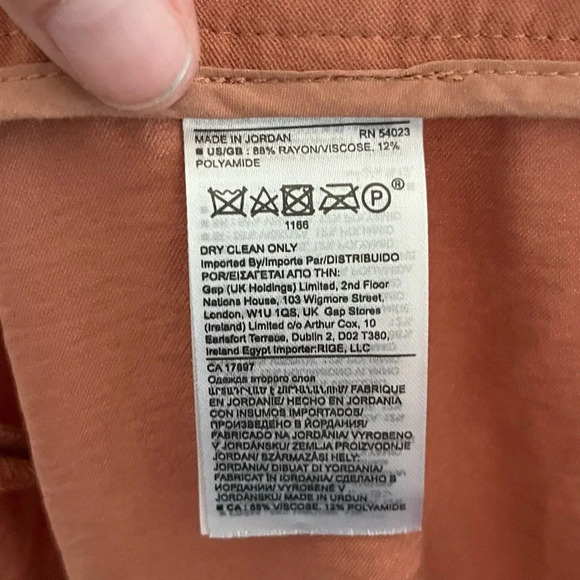 MADE IN JORDAN RN 54023
■ US/GB : 88% RAYON/VISCOSE, 12%
POLYAMIDE
P ®
1166
DRY CLEAN ONLY
Imported By/Importe Par/DISTRIBUIDO
POR/ΕΙΣΑΓΕΤΑΙ ΑΠΟ ΤΗΝ:
Gap (UK Holdings) Limited, 2nd Floor
Nations House, 103 Wigmore Street,
London, W1U 1QS, UK Gap Stores
(Ireland) Limited c/o Arthur Cox, 10
Earlsfort Terrace, Dublin 2, D02 T380,
Ireland Egypt Importer:RIGE, LLC
CA 17897
Одежда второго слоя
FABRIQUE
EN JORDANIE/ HECHO EN JORDANIA
CON INSUMOS IMPORTADOS/
ПРОИЗВЕДЕНО В ЙОРДАНИЯ/
FABRICADO NA JORDÂNIA/ VYROBENO
V JORDÁNSKU/ ZEMLJA PROIZVODNJE
JORDAN/ SZÁRMAZÁSI HELY:
JORDÁNIA/ DIBUAT DI YORDANIA/
FABRICAT ÎN IORDANIA/ СДЕЛАНО В
ИОРДАНИИ/ VYROBENÉ V
JORDÁNSKU/ MADE IN URDUN
■ CA : 88% VISCOSE, 12% POLYAMIDE